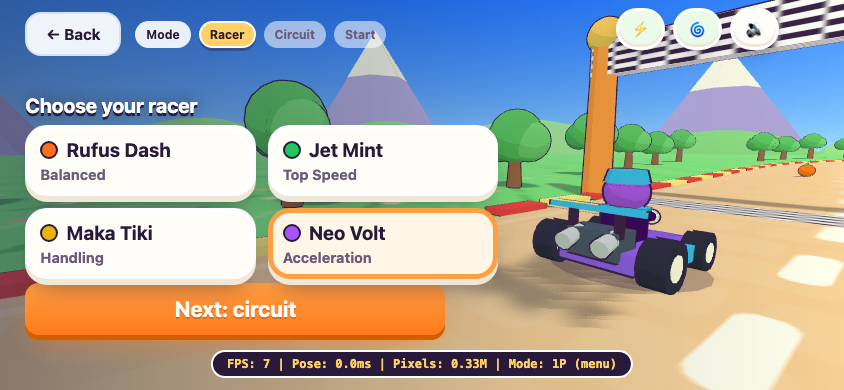 ← Back
Mode
Racer
Circuit
Start
Choose your racer
Rufus Dash
Balanced
Jet Mint
Top Speed
Maka Tiki
Handling
Neo Volt
Acceleration
Next: circuit
FPS: 7 | Pose: 0.0ms | Pixels: 0.33M | Mode: 1P (menu)